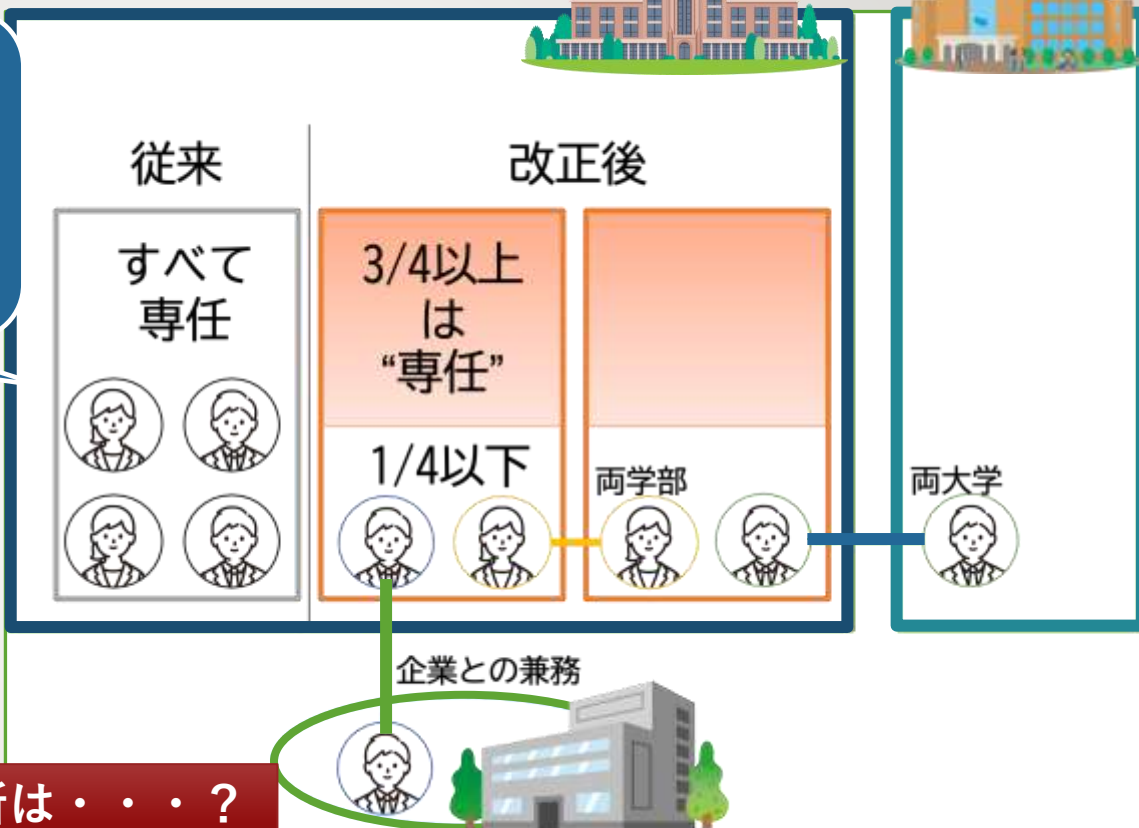 従来
改正後
すべて
専任
3/4以上
は
“専任”
1/4以下
両学部
両大学
企業との兼務
は・・・？